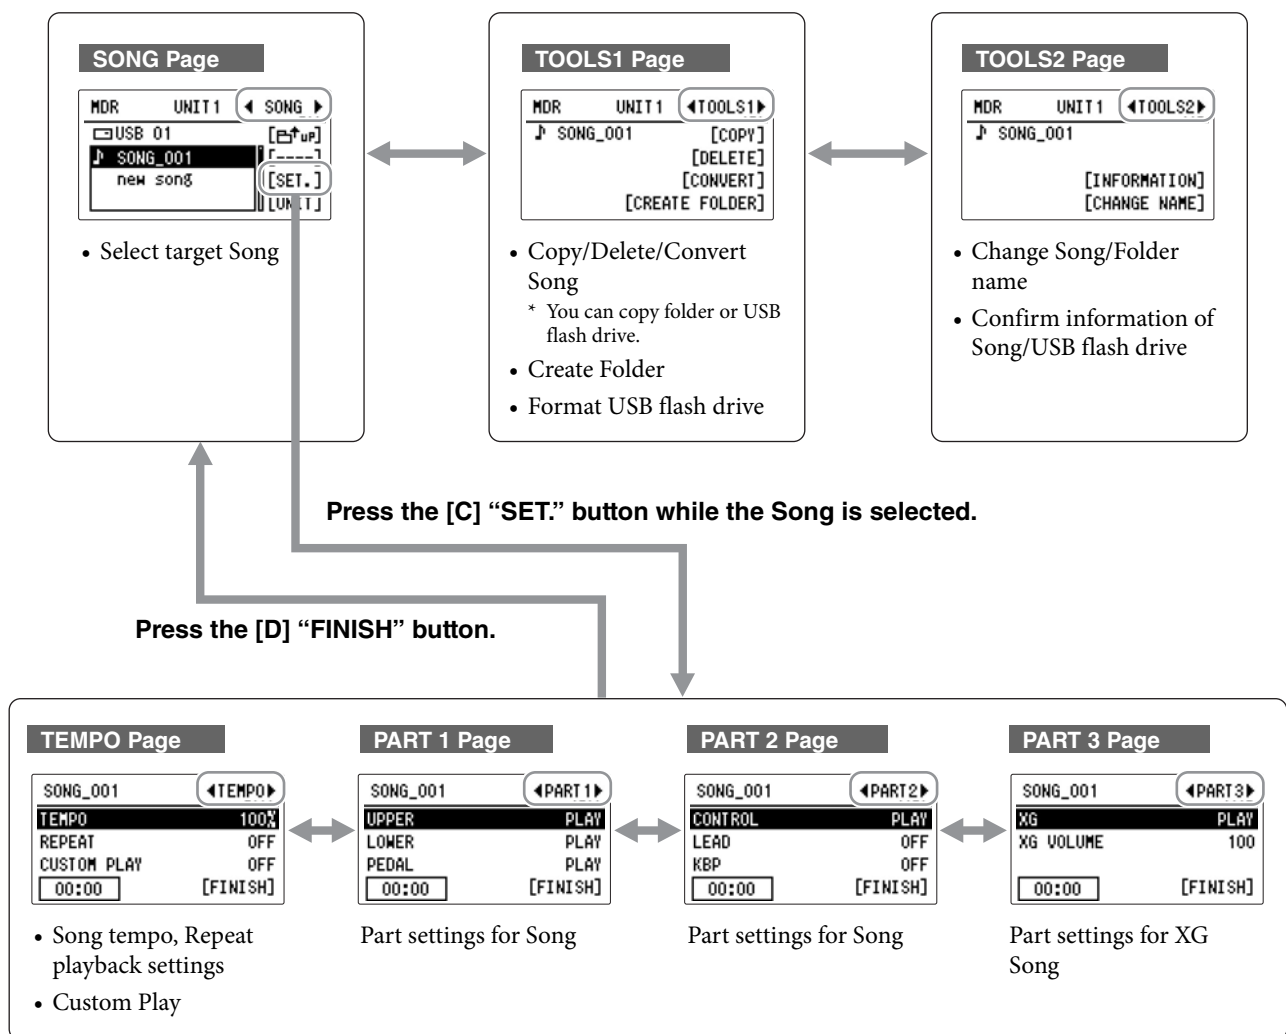 SONG Page
MDR UNIT1 ◀ SONG ▶
USB 01 [UP]
♪ SONG_001 [----]
new song [SET.]
[UNIT]
• Select target Song
TOOLS1 Page
MDR UNIT1 ◀TOOLS1▶
♪ SONG_001 [COPY]
[DELETE]
[CONVERT]
[CREATE FOLDER]
• Copy/Delete/Convert
Song
* You can copy folder or USB
flash drive.
• Create Folder
• Format USB flash drive
TOOLS2 Page
MDR UNIT1 ◀TOOLS2▶
♪ SONG_001
[INFORMATION]
[CHANGE NAME]
• Change Song/Folder
name
• Confirm information of
Song/USB flash drive
Press the [C] “SET.” button while the Song is selected.
Press the [D] “FINISH” button.
TEMPO Page
SONG_001 ◀TEMPO▶
TEMPO 100%
REPEAT OFF
CUSTOM PLAY OFF
00:00 [FINISH]
• Song tempo, Repeat
playback settings
• Custom Play
PART 1 Page
SONG_001 ◀PART1▶
UPPER PLAY
LOWER PLAY
PEDAL PLAY
00:00 [FINISH]
Part settings for Song
PART 2 Page
SONG_001 ◀PART2▶
CONTROL PLAY
LEAD OFF
KBP OFF
00:00 [FINISH]
Part settings for Song
PART 3 Page
SONG_001 ◀PART3▶
XG PLAY
XG VOLUME 100
00:00 [FINISH]
Part settings for XG
Song